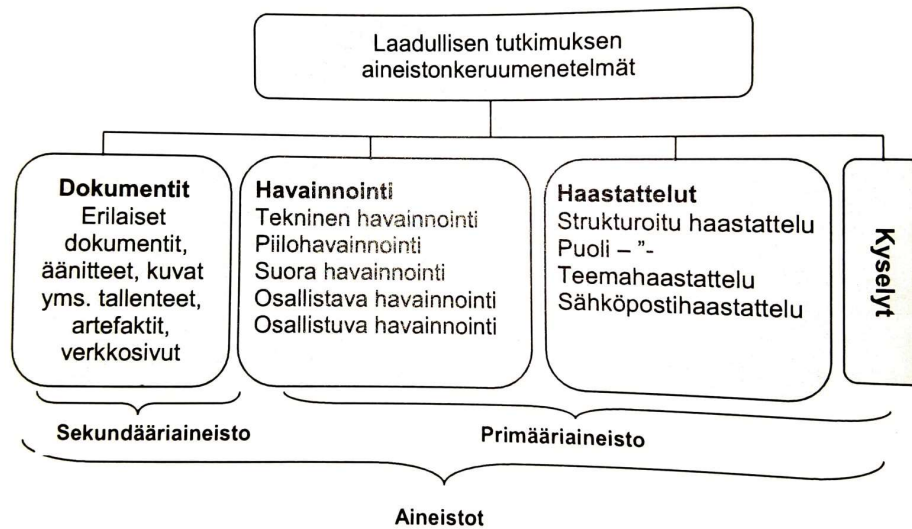 Laadullisen tutkimuksen
aineistonkeruumenetelmät
Dokumentit
Erilaiset
dokumentit,
äänitteet, kuvat
yms. tallenteet,
artefaktit,
verkkosivut
Havainnointi
Tekninen havainnointi
Piilohavainnointi
Suora havainnointi
Osallistava havainnointi
Osallistuva havainnointi
Haastattelut
Strukturoitu haastattelu
Puoli – ”-
Teemahaastattelu
Sähköpostihaastattelu
Kyselyt
Sekundääriaineisto
Primääriaineisto
Aineistot